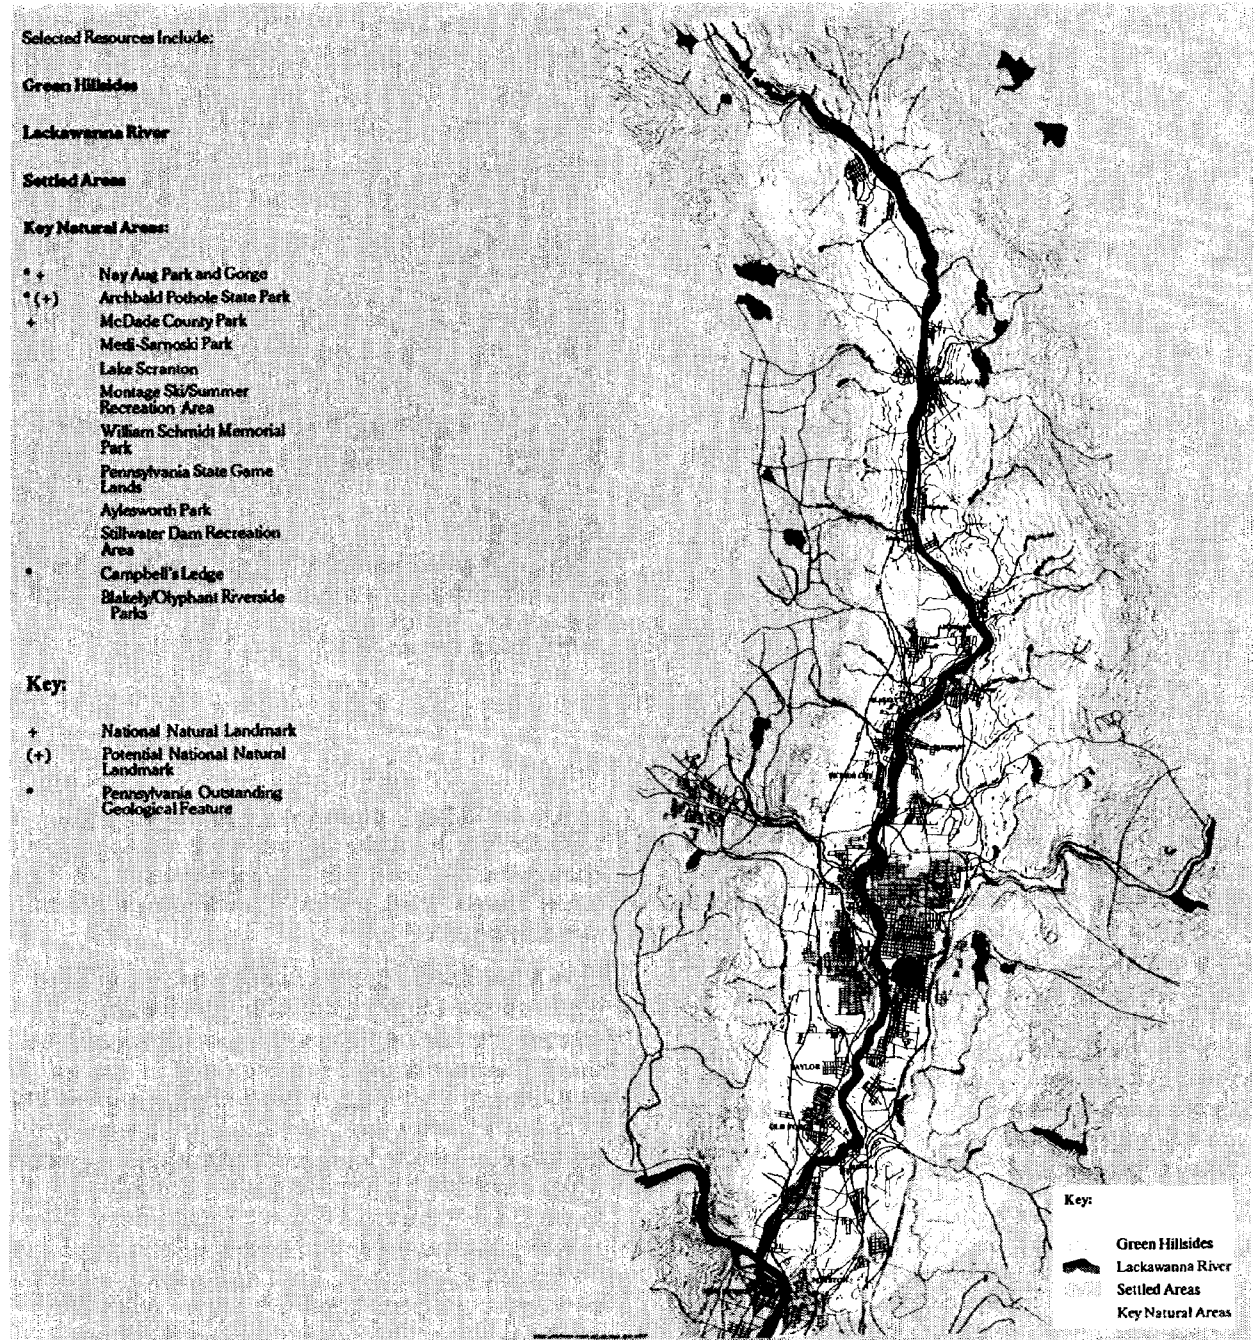 Selected Resources Include:
Green Hillsides
Lackawanna River
Settled Areas
Key Natural Areas:
* + Nay Aug Park and Gorge
* (+) Archbald Pothole State Park
+ McDade County Park
Medi-Sarnoski Park
Lake Scranton
Montage Ski/Summer
Recreation Area
William Schmidt Memorial
Park
Pennsylvania State Game
Lands
Aylesworth Park
Stillwater Dam Recreation
Area
* Campbell's Ledge
Blakely/Olyphant Riverside
Parks
Key:
+ National Natural Landmark
(+) Potential National Natural
Landmark
* Pennsylvania Outstanding
Geological Feature
TAYLOR
Key:
Green Hillsides
Lackawanna River
Settled Areas
Key Natural Areas